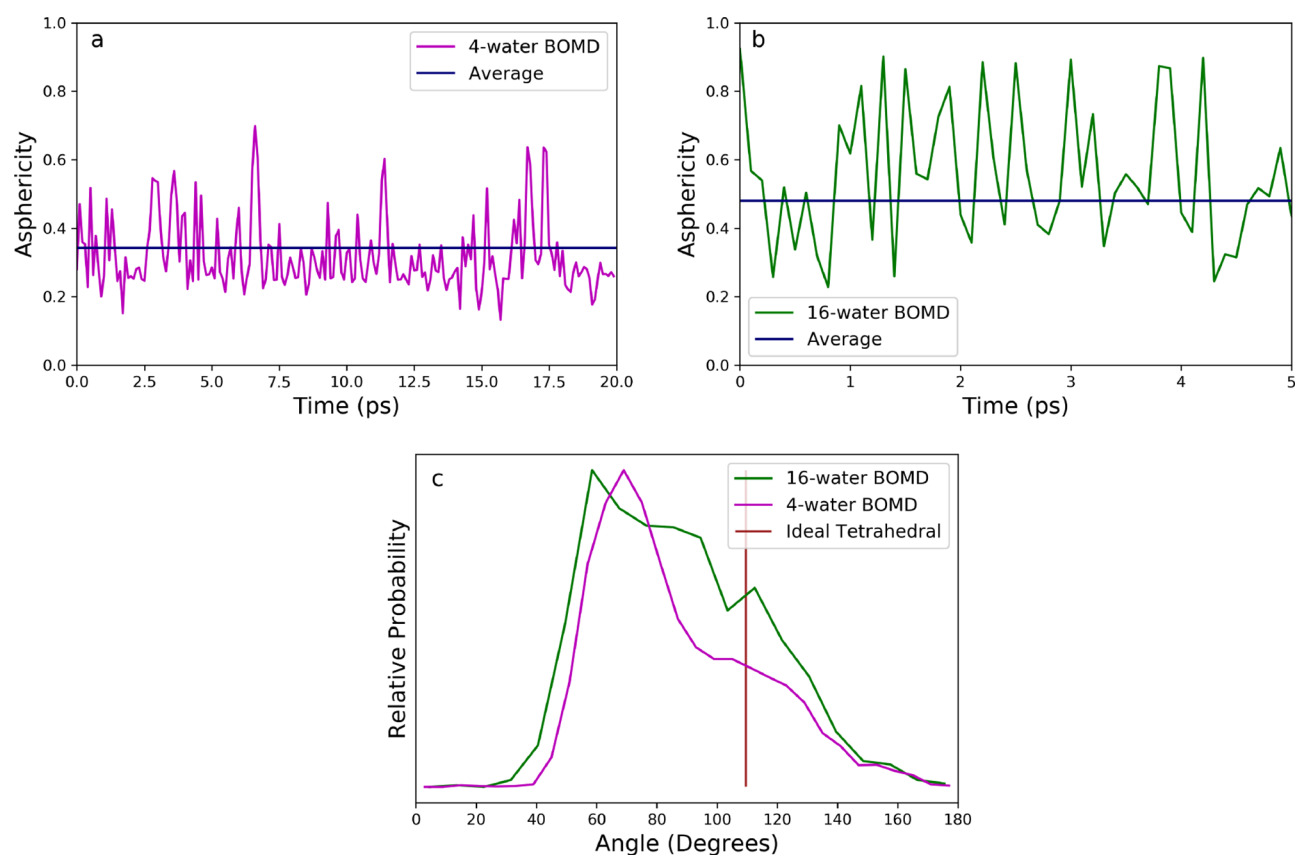 a
4-water BOMD
Average
Asphericity
1.0
0.8
0.6
0.4
0.2
0.0
0.0 2.5 5.0 7.5 10.0 12.5 15.0 17.5 20.0
Time (ps)
b
16-water BOMD
Average
Asphericity
1.0
0.8
0.6
0.4
0.2
0.0
0 1 2 3 4 5
Time (ps)
c
16-water BOMD
4-water BOMD
Ideal Tetrahedral
Relative Probability
0 20 40 60 80 100 120 140 160 180
Angle (Degrees)